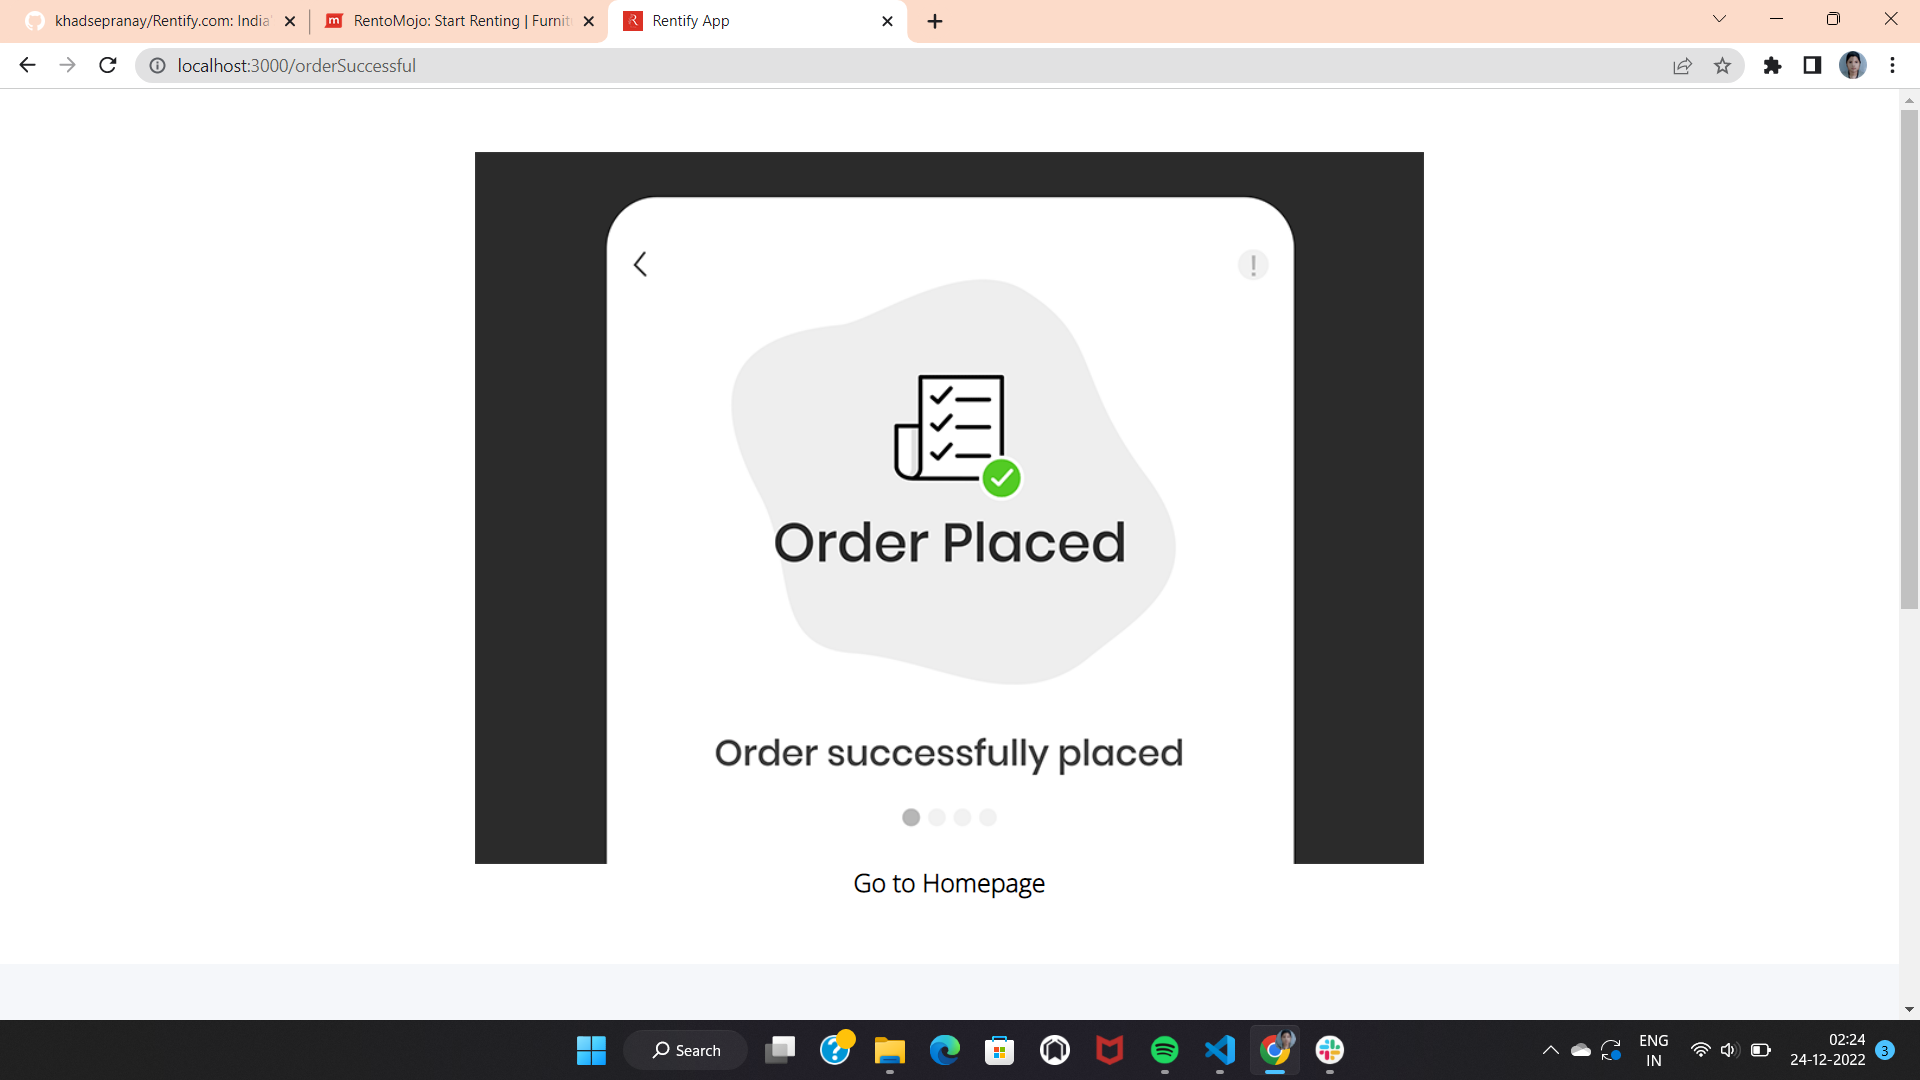 khadsepranay/Rentify.com: India'
RentoMojo: Start Renting | Furnit
Rentify App
localhost:3000/orderSuccessful
Order Placed
Order successfully placed
Go to Homepage
Search
ENG
IN
02:24
24-12-2022
3